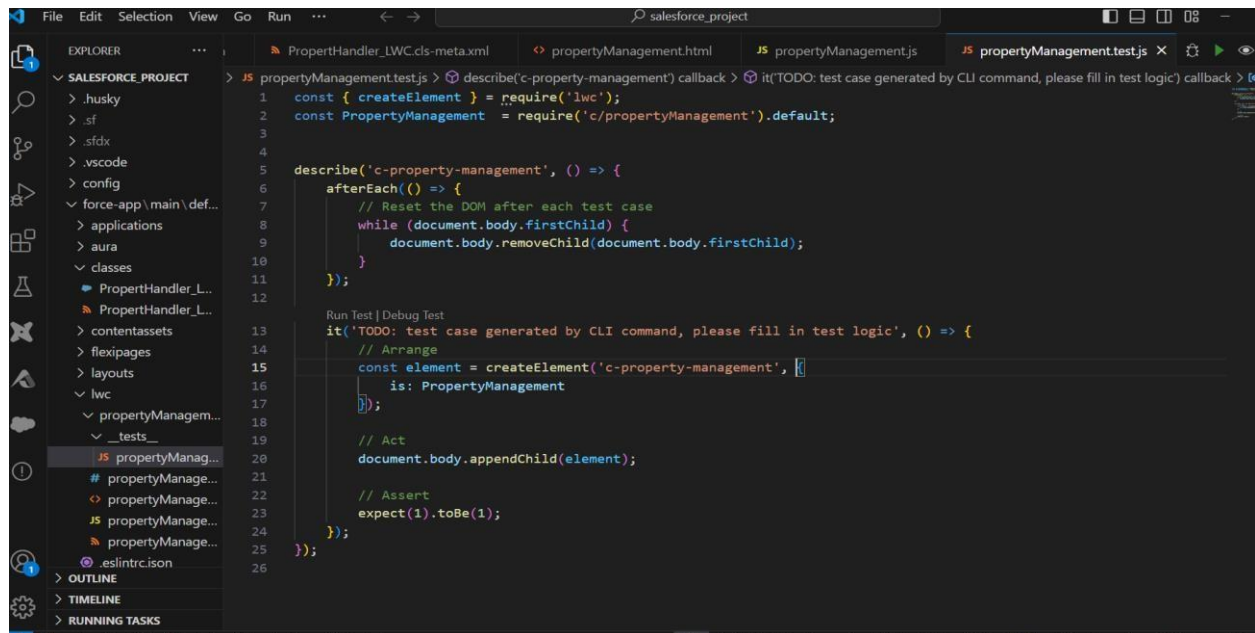 File Edit Selection View Go Run ··· ← → salesforce_project
EXPLORER ···
PropertHandler_LWC.cls-meta.xml
<> propertyManagement.html
JS propertyManagement.js
JS propertyManagement.test.js
SALESFORCE_PROJECT
> JS propertyManagement.test.js > describe('c-property-management') callback > it('TODO: test case generated by CLI command, please fill in test logic') callback >
> .husky
> .sf
> .sfdx
> .vscode
> config
force-app\main\def...
> applications
> aura
classes
PropertHandler_L...
PropertHandler_L...
> contentassets
> flexipages
> layouts
lwc
propertyManagem...
__tests__
JS propertyManag...
# propertyManage...
<> propertyManage...
JS propertyManage...
propertyManage...
.eslintrc.json
> OUTLINE
> TIMELINE
> RUNNING TASKS
1 const { createElement } = require('lwc');
2 const PropertyManagement = require('c/propertyManagement').default;
3
4
5 describe('c-property-management', () => {
6 afterEach(() => {
7 // Reset the DOM after each test case
8 while (document.body.firstChild) {
9 document.body.removeChild(document.body.firstChild);
10 }
11 });
12
Run Test | Debug Test
13 it('TODO: test case generated by CLI command, please fill in test logic', () => {
14 // Arrange
15 const element = createElement('c-property-management', {
16 is: PropertyManagement
17 });
18
19 // Act
20 document.body.appendChild(element);
21
22 // Assert
23 expect(1).toBe(1);
24 });
25 });
26